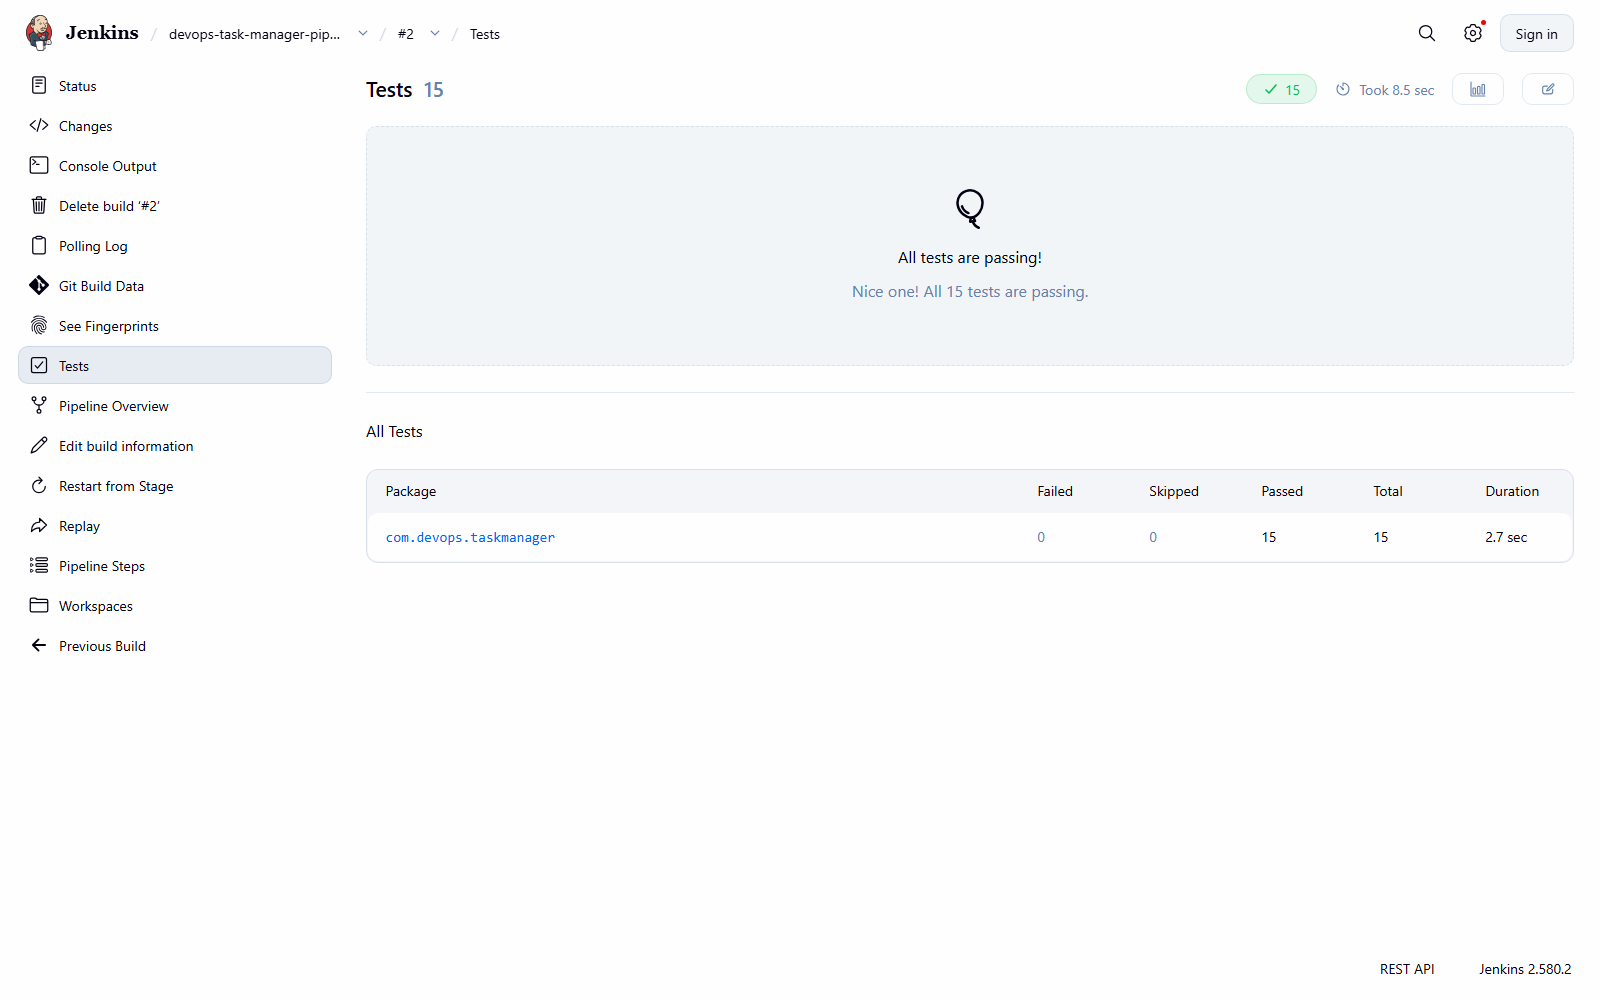 Jenkins / devops-task-manager-pip... / #2 / Tests
Sign in
Status
Changes
Console Output
Delete build ‘#2’
Polling Log
Git Build Data
See Fingerprints
Tests
Pipeline Overview
Edit build information
Restart from Stage
Replay
Pipeline Steps
Workspaces
Previous Build
Tests 15
15 Took 8.5 sec
All tests are passing!
Nice one! All 15 tests are passing.
All Tests
Package Failed Skipped Passed Total Duration
com.devops.taskmanager 0 0 15 15 2.7 sec
REST API Jenkins 2.580.2